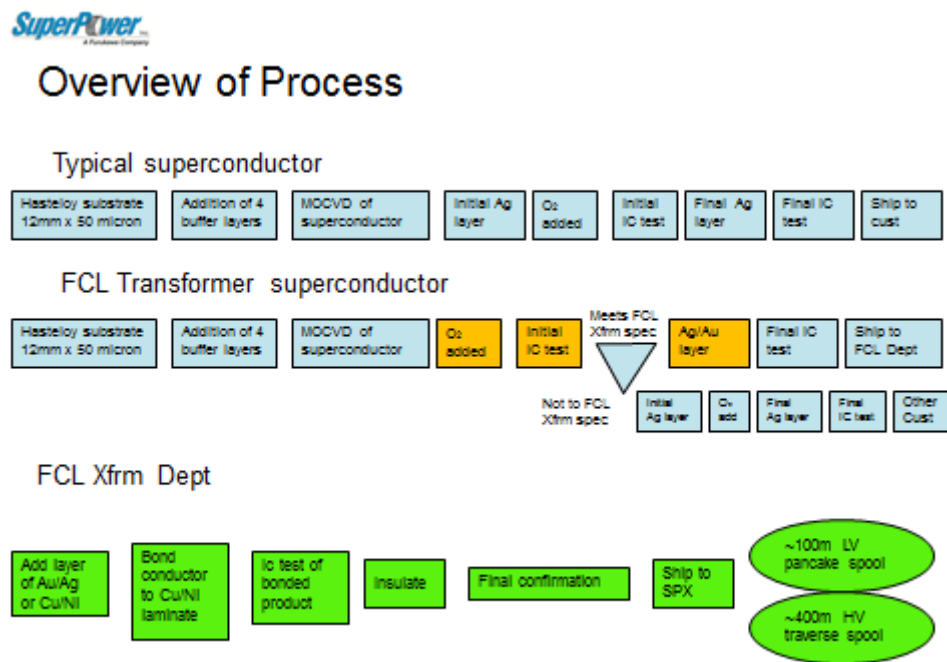 SuperPower Inc.
A Furukawa Company
Overview of Process
Typical superconductor
Hasteloy substrate
12mm x 50 micron
Addition of 4
buffer layers
MOCVD of
superconductor
Initial Ag
layer
O2
added
Initial
IC test
Final Ag
layer
Final IC
test
Ship to
cust
FCL Transformer superconductor
Hasteloy substrate
12mm x 50 micron
Addition of 4
buffer layers
MOCVD of
superconductor
O2
added
Initial
IC test
Meets FCL
Xfrm spec
Ag/Au
layer
Final IC
test
Ship to
FCL Dept
Not to FCL
Xfrm spec
Initial
Ag layer
O2
add
Final
Ag layer
Final
IC test
Other
Cust
FCL Xfrm Dept
Add layer
of Au/Ag
or Cu/Ni
Bond
conductor
to Cu/Ni
laminate
Ic test of
bonded
product
Insulate
Final confirmation
Ship to
SPX
~100m LV
pancake spool
~400m HV
traverse spool